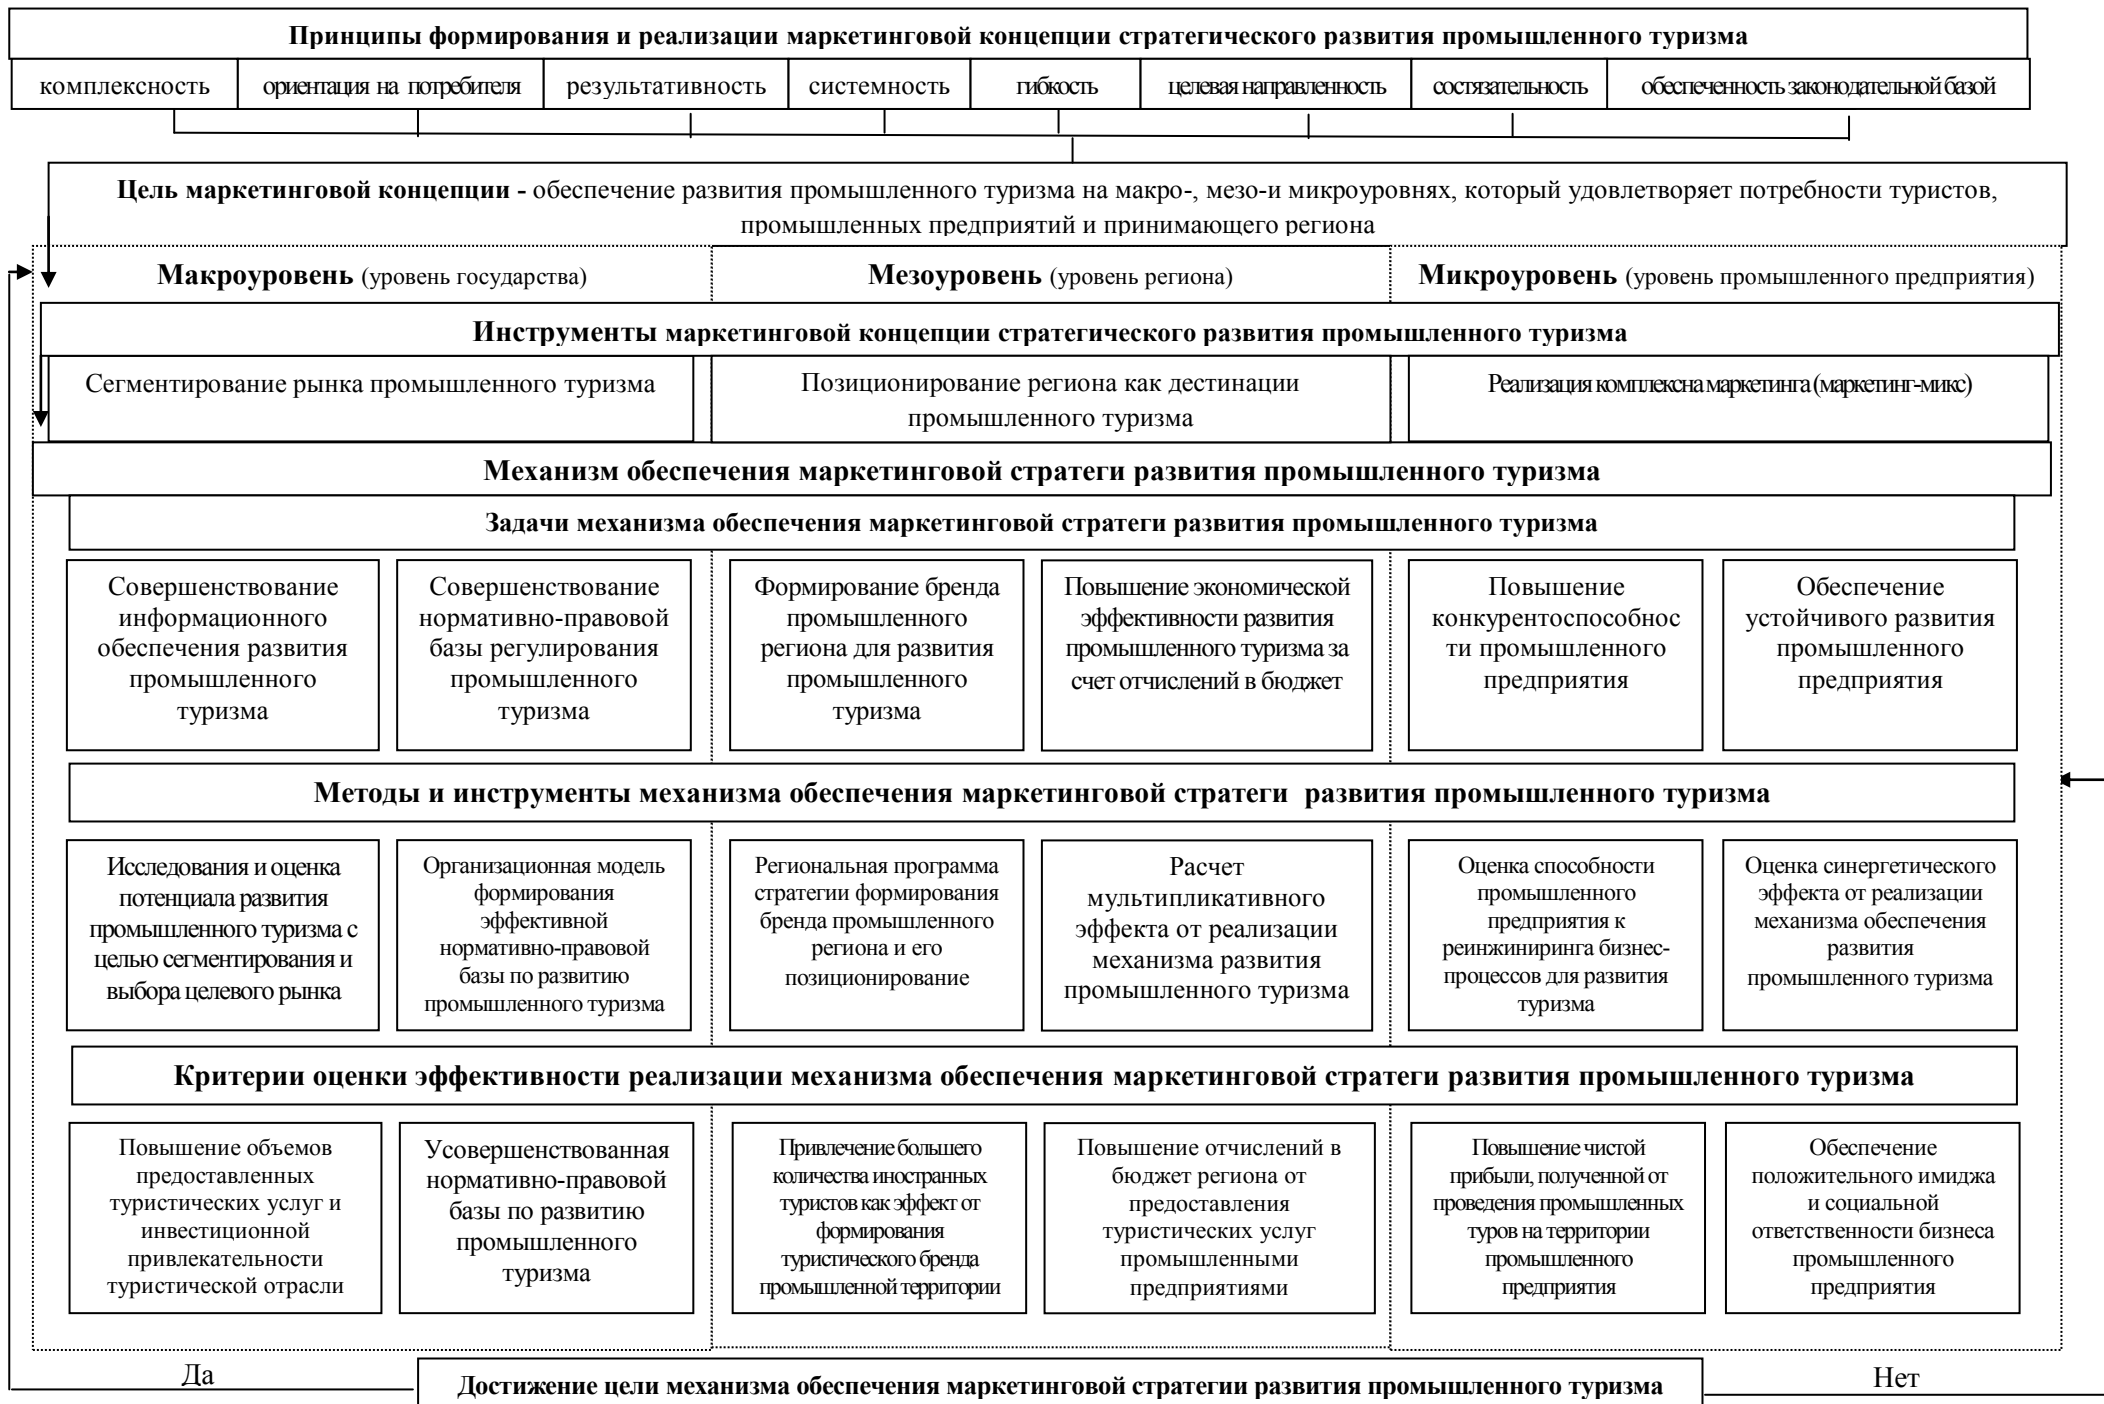 Принципы формирования и реализации маркетинговой концепции стратегического развития промышленного туризма
комплексность
ориентация на потребителя
результативность
системность
гибкость
целевая направленность
состязательность
обеспеченность законодательной базой
Цель маркетинговой концепции - обеспечение развития промышленного туризма на макро-, мезо-и микроуровнях, который удовлетворяет потребности туристов,
промышленных предприятий и принимающего региона
Макроуровень (уровень государства)
Мезоуровень (уровень региона)
Микроуровень (уровень промышленного предприятия)
Инструменты маркетинговой концепции стратегического развития промышленного туризма
Сегментирование рынка промышленного туризма
Позиционирование региона как дестинации
промышленного туризма
Реализация комплексна маркетинга (маркетинг-микс)
Механизм обеспечения маркетинговой стратеги развития промышленного туризма
Задачи механизма обеспечения маркетинговой стратеги развития промышленного туризма
Совершенствование
информационного
обеспечения развития
промышленного
туризма
Совершенствование
нормативно-правовой
базы регулирования
промышленного
туризма
Формирование бренда
промышленного
региона для развития
промышленного
туризма
Повышение экономической
эффективности развития
промышленного туризма за
счет отчислений в бюджет
Повышение
конкурентоспособнос
ти промышленного
предприятия
Обеспечение
устойчивого развития
промышленного
предприятия
Методы и инструменты механизма обеспечения маркетинговой стратеги развития промышленного туризма
Исследования и оценка
потенциала развития
промышленного туризма с
целью сегментирования и
выбора целевого рынка
Организационная модель
формирования
эффективной
нормативно-правовой
базы по развитию
промышленного туризма
Региональная программа
стратегии формирования
бренда промышленного
региона и его
позиционирование
Расчет
мультипликативного
эффекта от реализации
механизма развития
промышленного туризма
Оценка способности
промышленного
предприятия к
реинжиниринга бизнес-
процессов для развития
туризма
Оценка синергетического
эффекта от реализации
механизма обеспечения
развития
промышленного туризма
Критерии оценки эффективности реализации механизма обеспечения маркетинговой стратеги развития промышленного туризма
Повышение объемов
предоставленных
туристических услуг и
инвестиционной
привлекательности
туристической отрасли
Усовершенствованная
нормативно-правовой
базы по развитию
промышленного
туризма
Привлечение большего
количества иностранных
туристов как эффект от
формирования
туристического бренда
промышленной территории
Повышение отчислений в
бюджет региона от
предоставления
туристических услуг
промышленными
предприятиями
Повышение чистой
прибыли, полученной от
проведения промышленных
туров на территории
промышленного
предприятия
Обеспечение
положительного имиджа
и социальной
ответственности бизнеса
промышленного
предприятия
Да
Достижение цели механизма обеспечения маркетинговой стратегии развития промышленного туризма
Нет